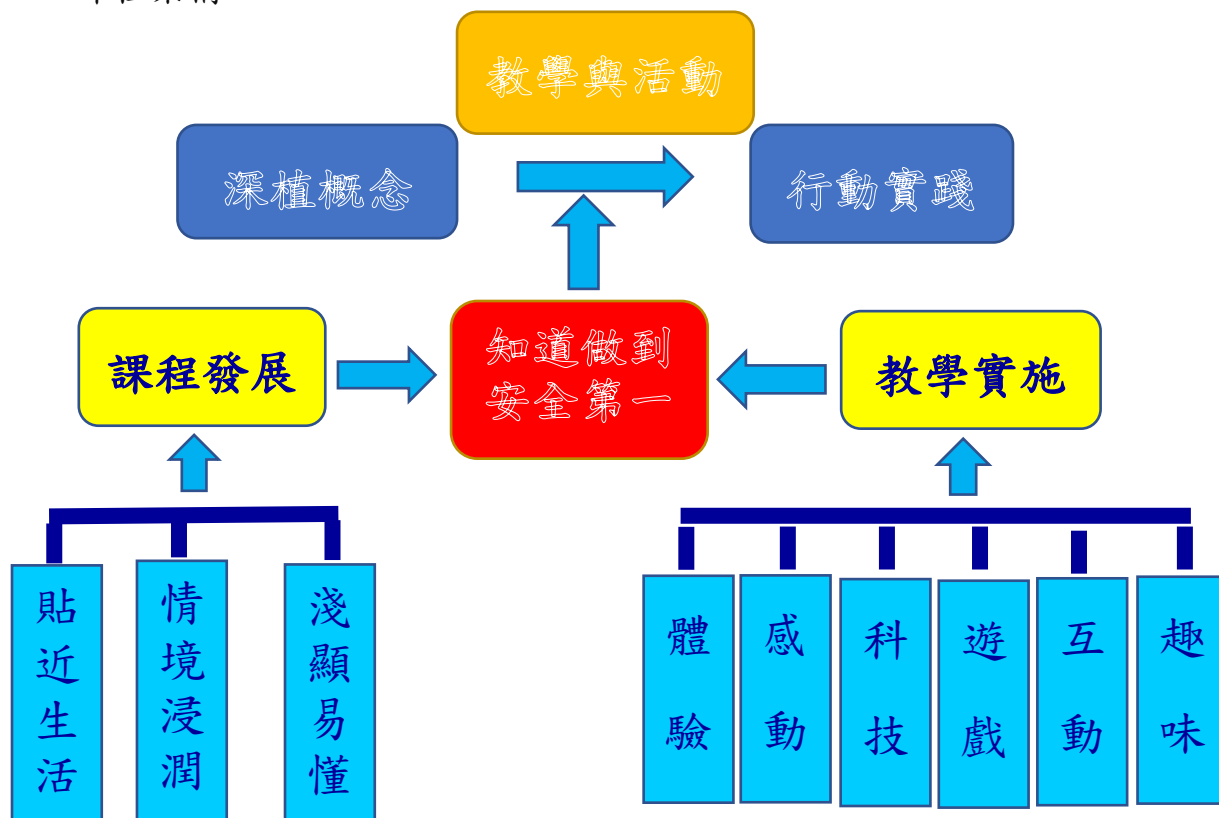 教學與活動
深植概念
行動實踐
知道做到
安全第一
課程發展
教學實施
貼近生活
情境浸潤
淺顯易懂
體驗
感動
科技
遊戲
互動
趣味